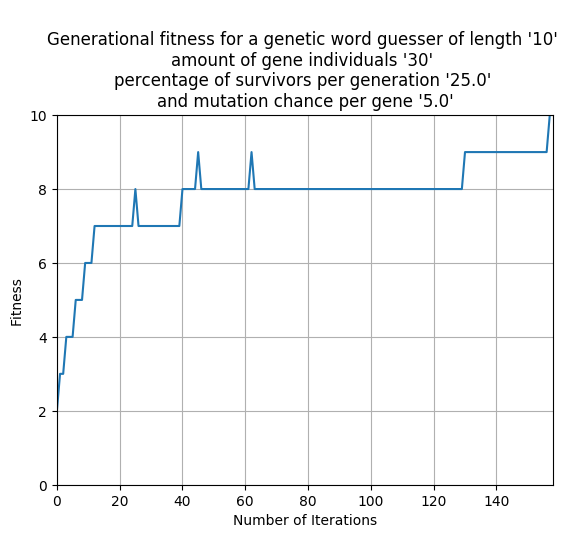 Generational fitness for a genetic word guesser of length '10'
amount of gene individuals '30'
percentage of survivors per generation '25.0'
and mutation chance per gene '5.0'
10
8
6
4
2
0
Fitness
0 20 40 60 80 100 120 140
Number of Iterations